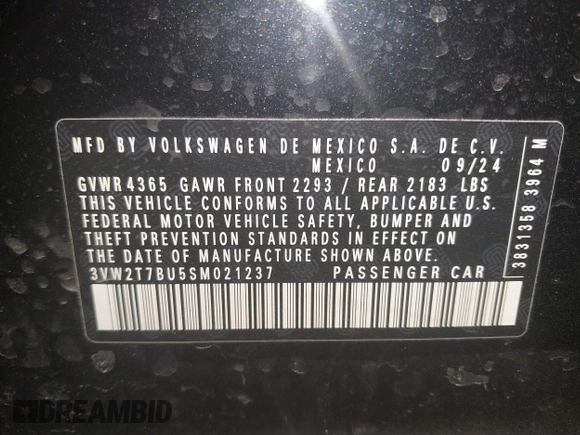 MFD BY VOLKSWAGEN DE MEXICO S.A. DE C.V.
MEXICO 09/24
GVWR 4365 GAWR FRONT 2293 / REAR 2183 LBS
THIS VEHICLE CONFORMS TO ALL APPLICABLE U.S.
FEDERAL MOTOR VEHICLE SAFETY, BUMPER AND
THEFT PREVENTION STANDARDS IN EFFECT ON
THE DATE OF MANUFACTURE SHOWN ABOVE.
3VW2T7BU5SM021237 PASSENGER CAR
3831358 3964 M
DREAMBID